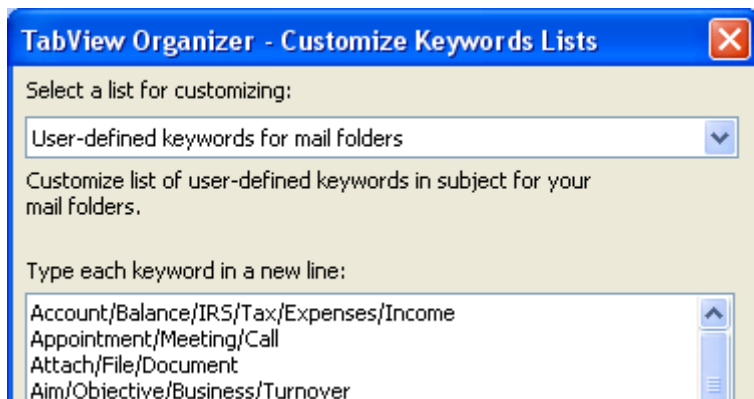 TabView Organizer - Customize Keywords Lists
Select a list for customizing:
User-defined keywords for mail folders
Customize list of user-defined keywords in subject for your
mail folders.
Type each keyword in a new line:
Account/Balance/IRS/Tax/Expenses/Income
Appointment/Meeting/Call
Attach/File/Document
Aim/Objective/Business/Turnover